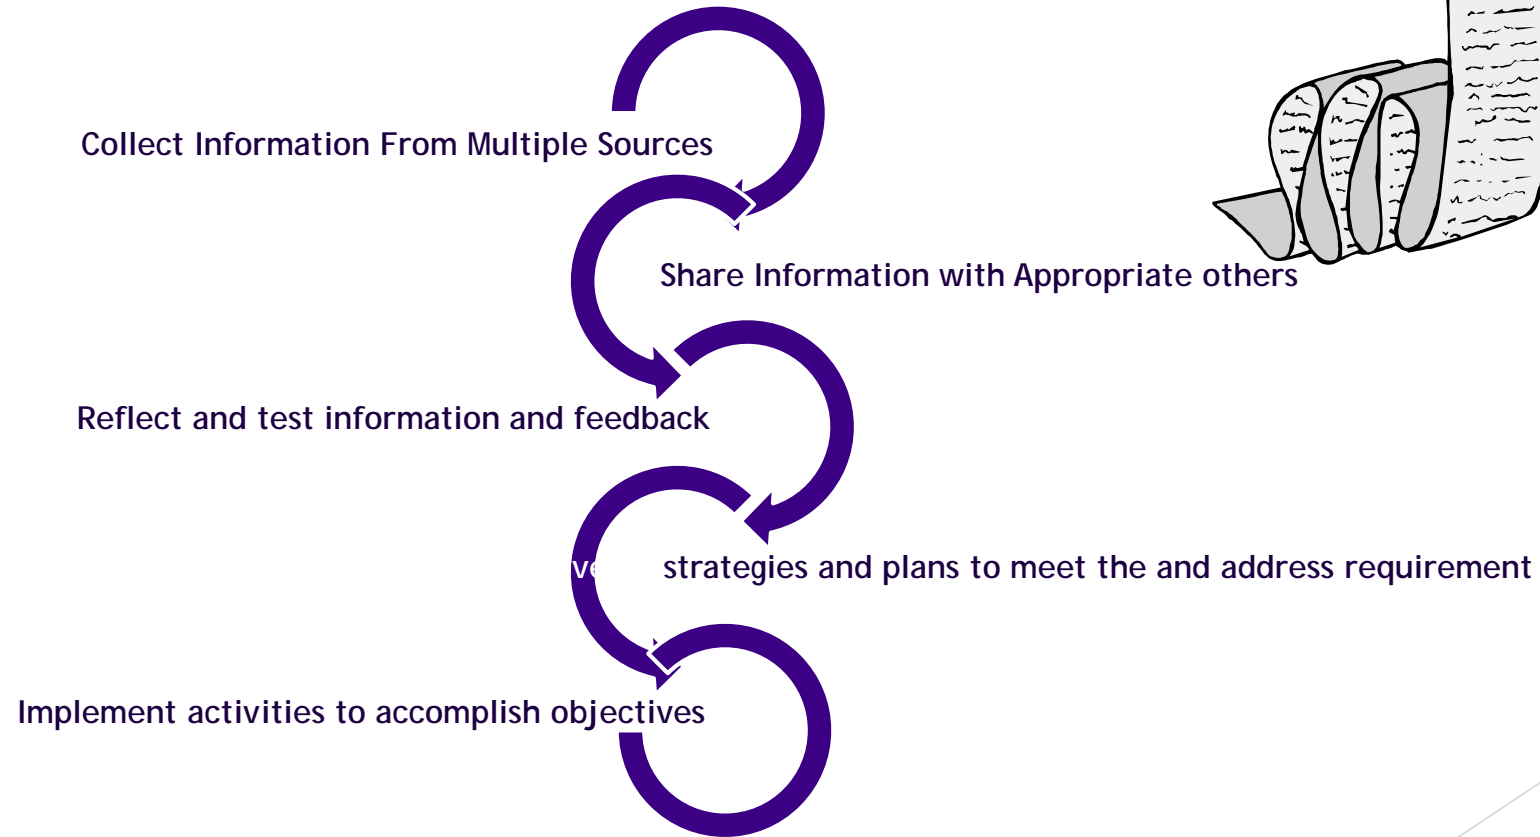 Collect Information From Multiple Sources
Share Information with Appropriate others
Reflect and test information and feedback
strategies and plans to meet the and address requirement
Implement activities to accomplish objectives